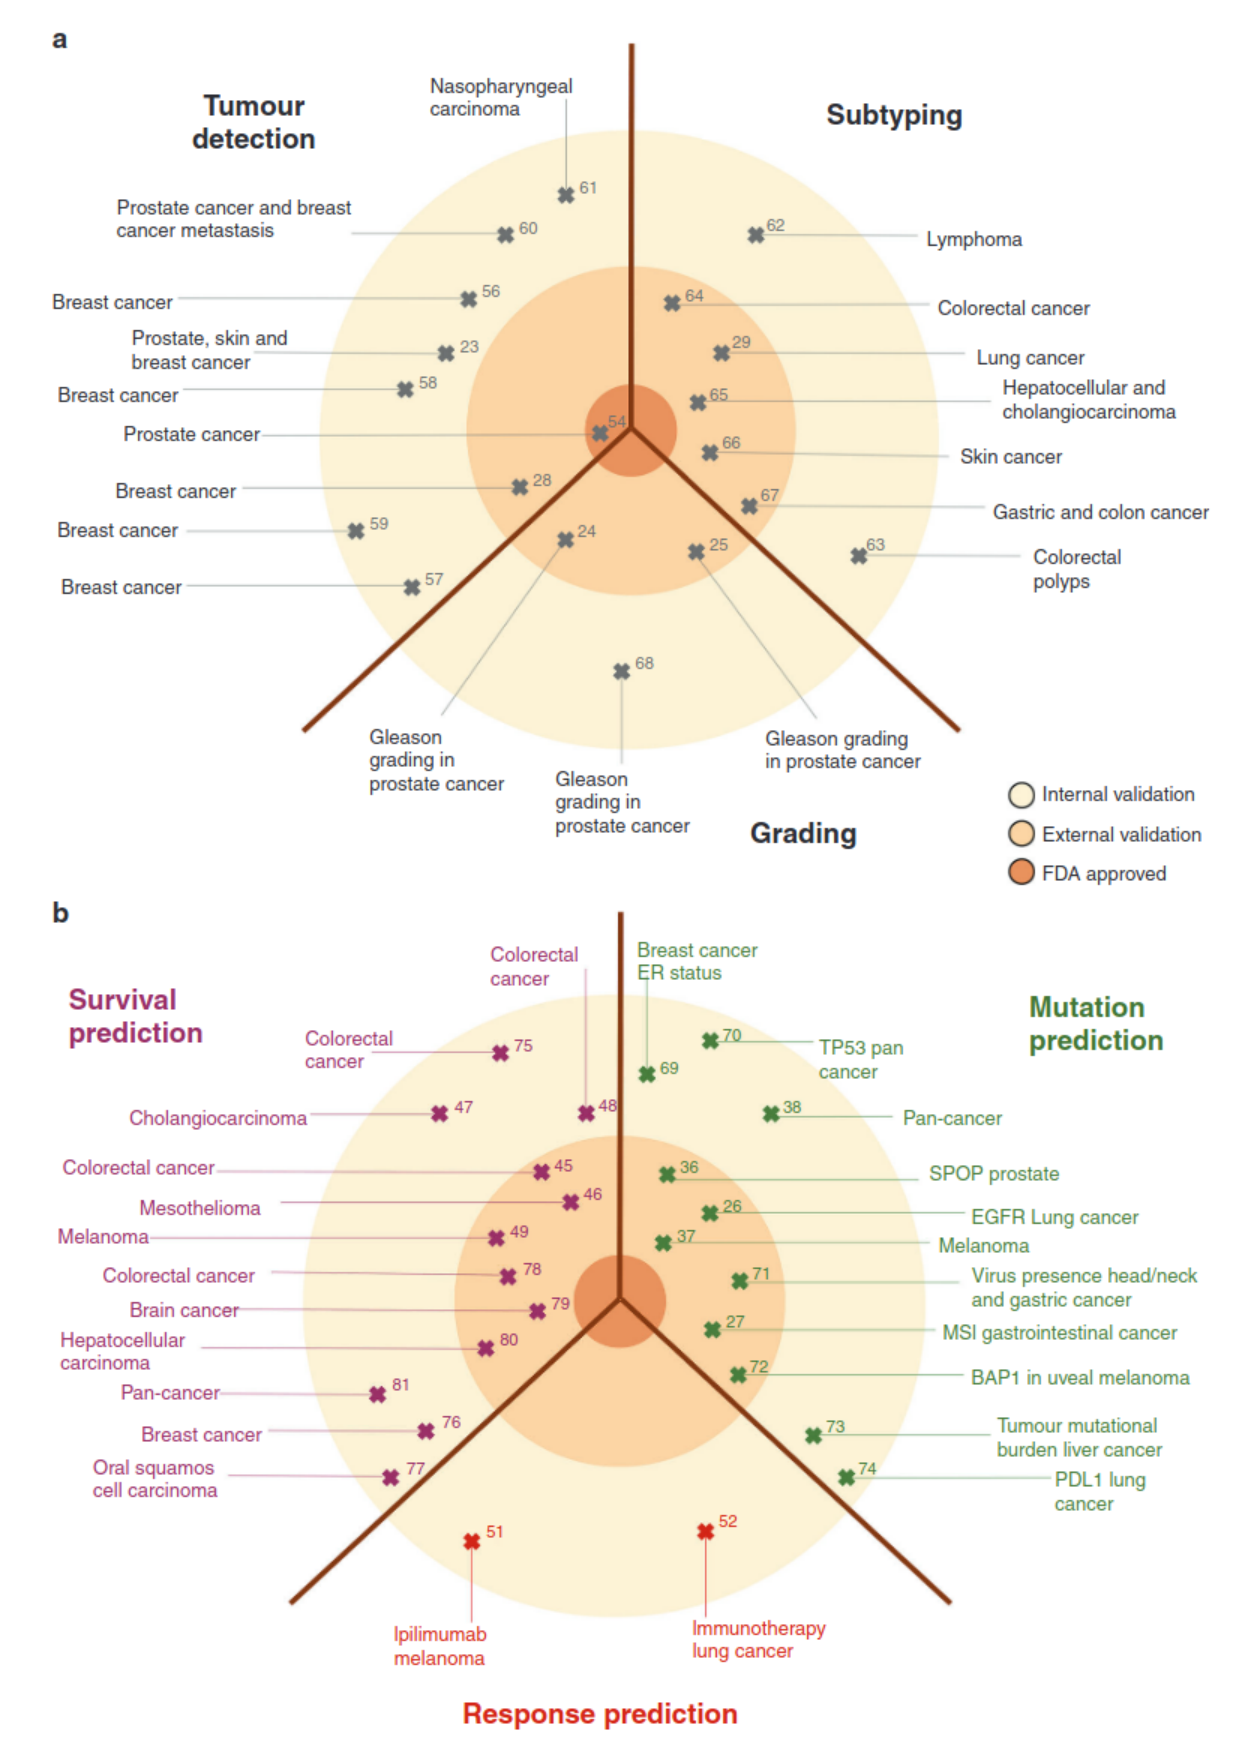 a
Tumour
detection
Nasopharyngeal
carcinoma
Subtyping
61
Prostate cancer and breast
cancer metastasis
60
62
Lymphoma
Breast cancer
56
64
Colorectal cancer
Prostate, skin and
breast cancer
23
29
Lung cancer
Breast cancer
58
65
Hepatocellular and
cholangiocarcinoma
Prostate cancer
54
66
Skin cancer
Breast cancer
28
67
Gastric and colon cancer
Breast cancer
59
24
25
63
Colorectal
polyps
Breast cancer
57
68
Gleason
grading in
prostate cancer
Gleason
grading in
prostate cancer
Gleason grading
in prostate cancer
Grading
Internal validation
External validation
FDA approved
b
Survival
prediction
Colorectal
cancer
Breast cancer
ER status
Mutation
prediction
Colorectal
cancer
75
70
TP53 pan
cancer
69
Cholangiocarcinoma
47
48
38
Pan-cancer
Colorectal cancer
45
36
SPOP prostate
Mesothelioma
46
26
EGFR Lung cancer
Melanoma
49
37
Melanoma
Colorectal cancer
78
71
Virus presence head/neck
and gastric cancer
Brain cancer
79
27
MSI gastrointestinal cancer
Hepatocellular
carcinoma
80
72
BAP1 in uveal melanoma
Pan-cancer
81
Breast cancer
76
73
Tumour mutational
burden liver cancer
Oral squamos
cell carcinoma
77
74
PDL1 lung
cancer
51
52
Ipilimumab
melanoma
Immunotherapy
lung cancer
Response prediction